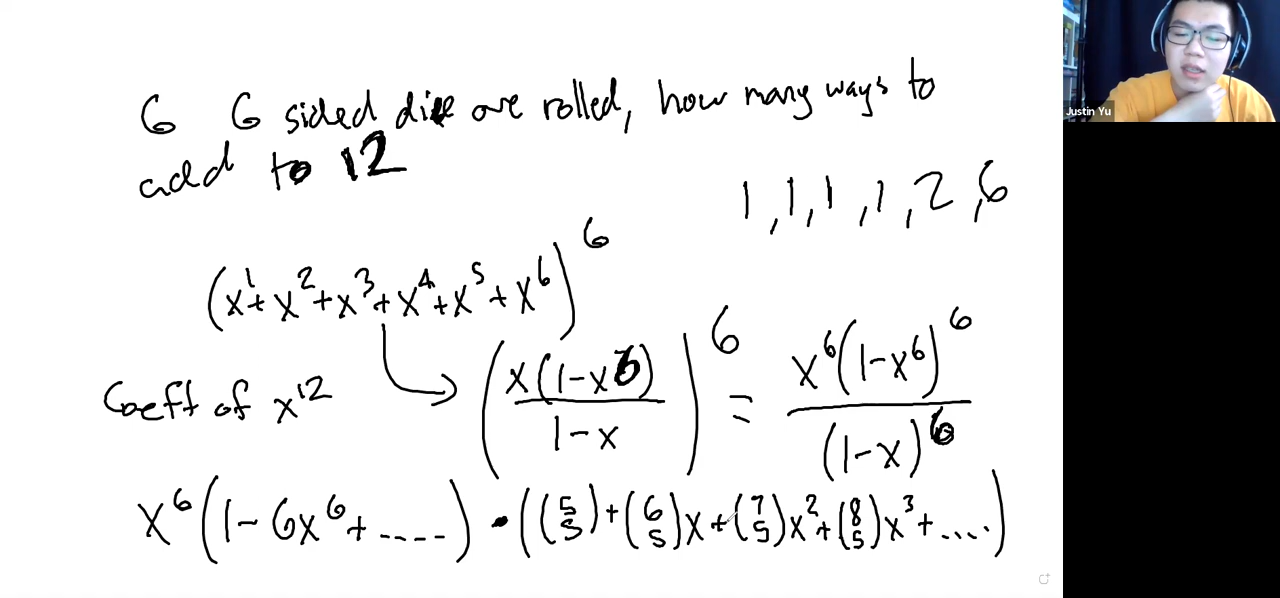 6 6 sided dice are rolled, how many ways to
add to 12
1, 1, 1, 1, 2, 6
(x^1 + x^2 + x^3 + x^4 + x^5 + x^6)^6
Coeff of x^12
(x(1-x^6)/(1-x))^6 = x^6(1-x^6)^6/(1-x)^6
x^6(1-6x^6+....) · ((5 5)+(6 5)x+(7 5)x^2+(8 5)x^3+....)
Justin Yu